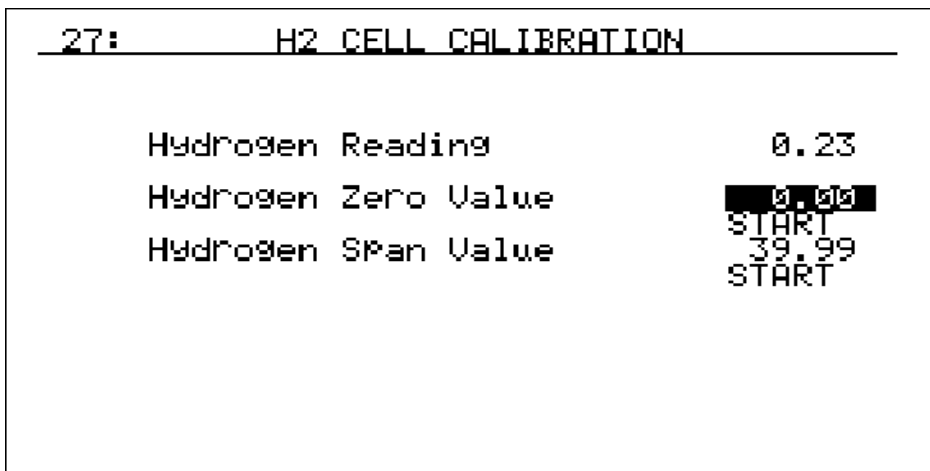 27: H2 CELL CALIBRATION
Hydrogen Reading 0.23
Hydrogen Zero Value 0.00
START
Hydrogen Span Value 39.99
START